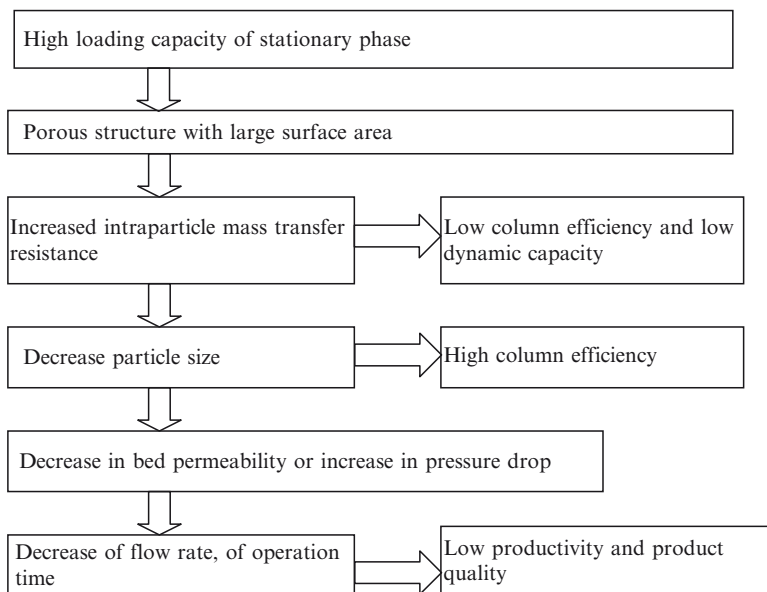 High loading capacity of stationary phase
Porous structure with large surface area
Increased intraparticle mass transfer
resistance
Low column efficiency and low
dynamic capacity
Decrease particle size
High column efficiency
Decrease in bed permeability or increase in pressure drop
Decrease of flow rate, of operation
time
Low productivity and product
quality